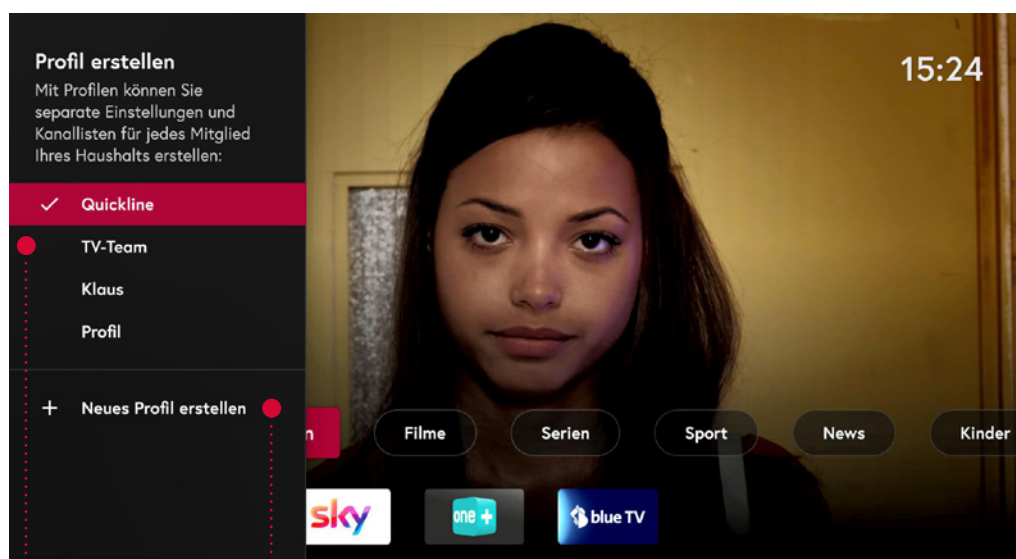 Profil erstellen
Mit Profilen können Sie
separate Einstellungen und
Kanallisten für jedes Mitglied
Ihres Haushalts erstellen:
Quickline
TV-Team
Klaus
Profil
+ Neues Profil erstellen
15:24
n
Filme
Serien
Sport
News
Kinder
sky
one +
blue TV